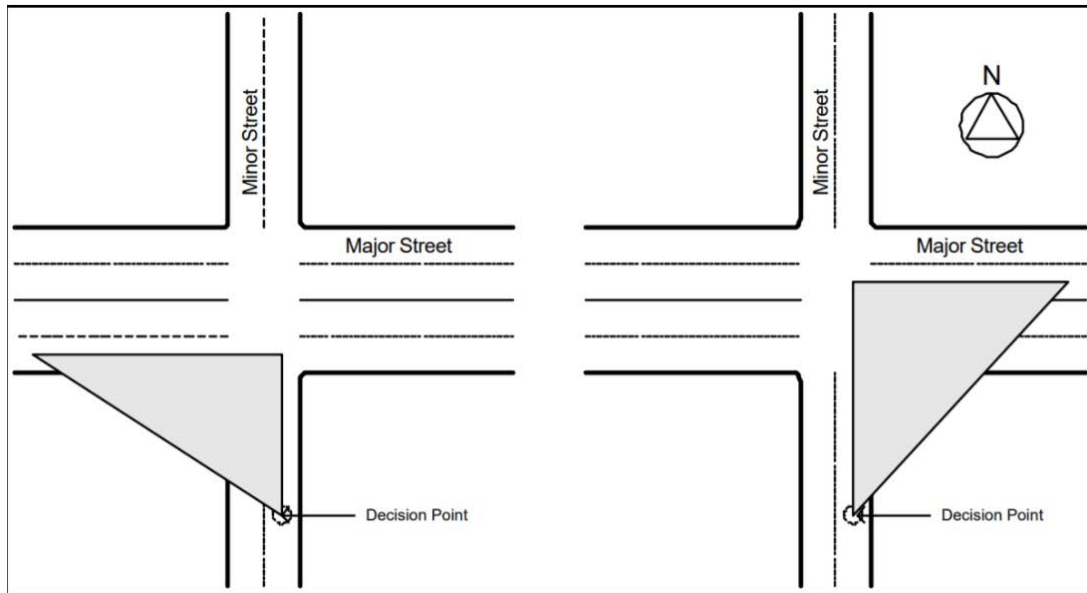 Minor Street
Minor Street
N
Major Street
Major Street
Decision Point
Decision Point